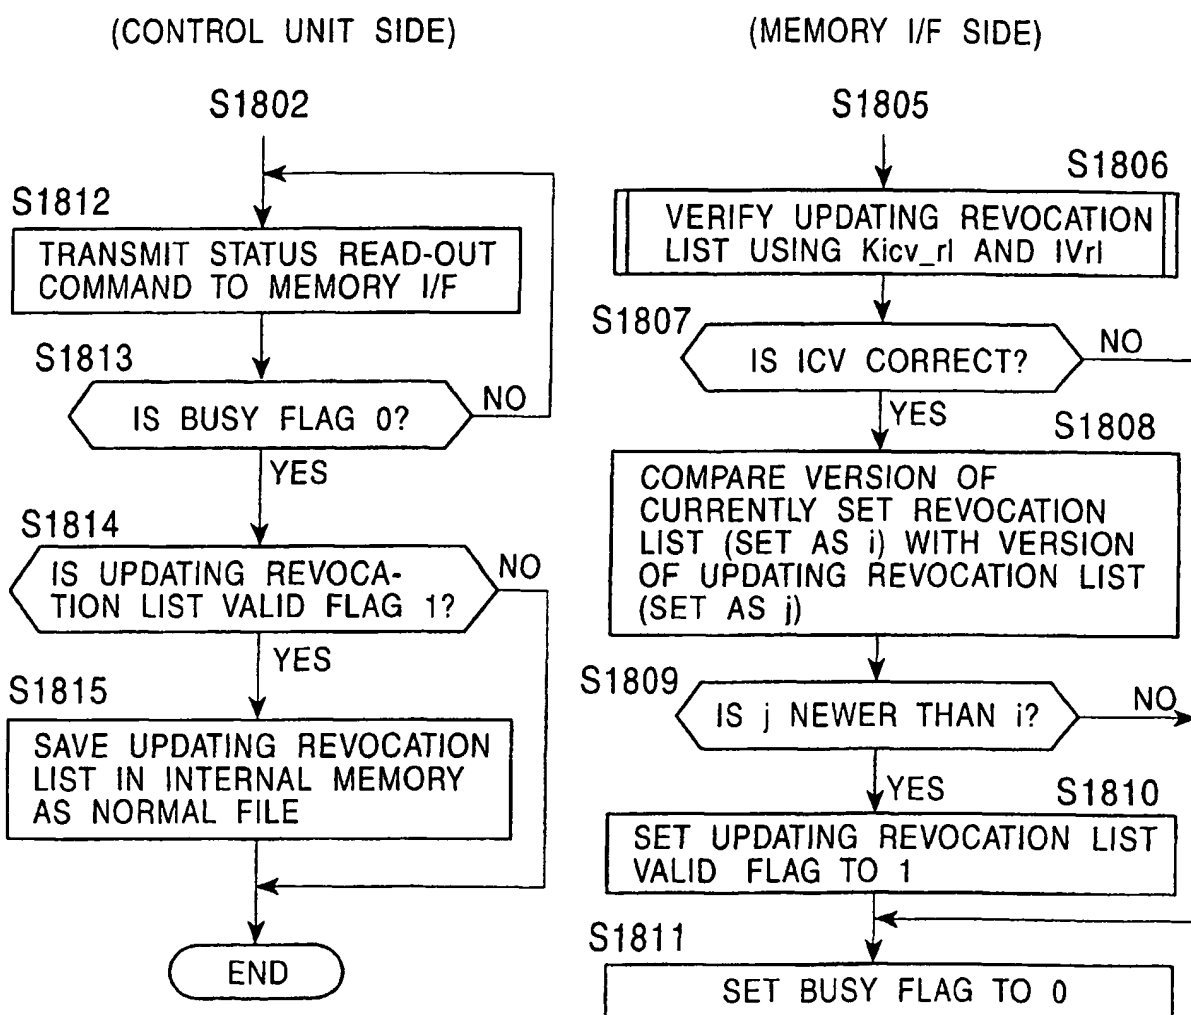 (CONTROL UNIT SIDE)
S1802
S1812
TRANSMIT STATUS READ-OUT
COMMAND TO MEMORY I/F
S1813
IS BUSY FLAG 0?
NO
YES
S1814
IS UPDATING REVOCA-
TION LIST VALID FLAG 1?
NO
YES
S1815
SAVE UPDATING REVOCATION
LIST IN INTERNAL MEMORY
AS NORMAL FILE
END
(MEMORY I/F SIDE)
S1805
S1806
VERIFY UPDATING REVOCATION
LIST USING Kicv_rl AND IVrl
S1807
IS ICV CORRECT?
NO
YES
S1808
COMPARE VERSION OF
CURRENTLY SET REVOCATION
LIST (SET AS i) WITH VERSION
OF UPDATING REVOCATION LIST
(SET AS j)
S1809
IS j NEWER THAN i?
NO
YES
S1810
SET UPDATING REVOCATION LIST
VALID FLAG TO 1
S1811
SET BUSY FLAG TO 0